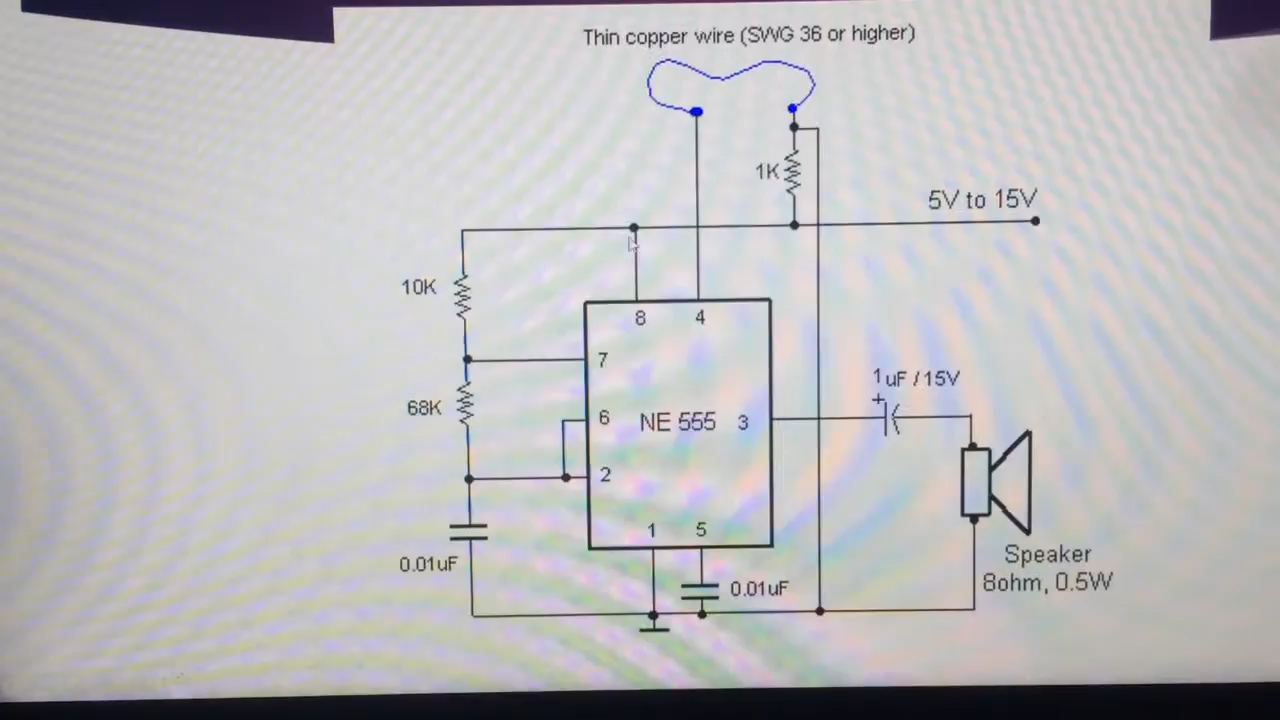 Thin copper wire (SWG 36 or higher)
1K
5V to 15V
10K
8 4
7
1uF / 15V
68K
6
NE 555 3
2
1 5
0.01uF
0.01uF
Speaker
8ohm, 0.5W